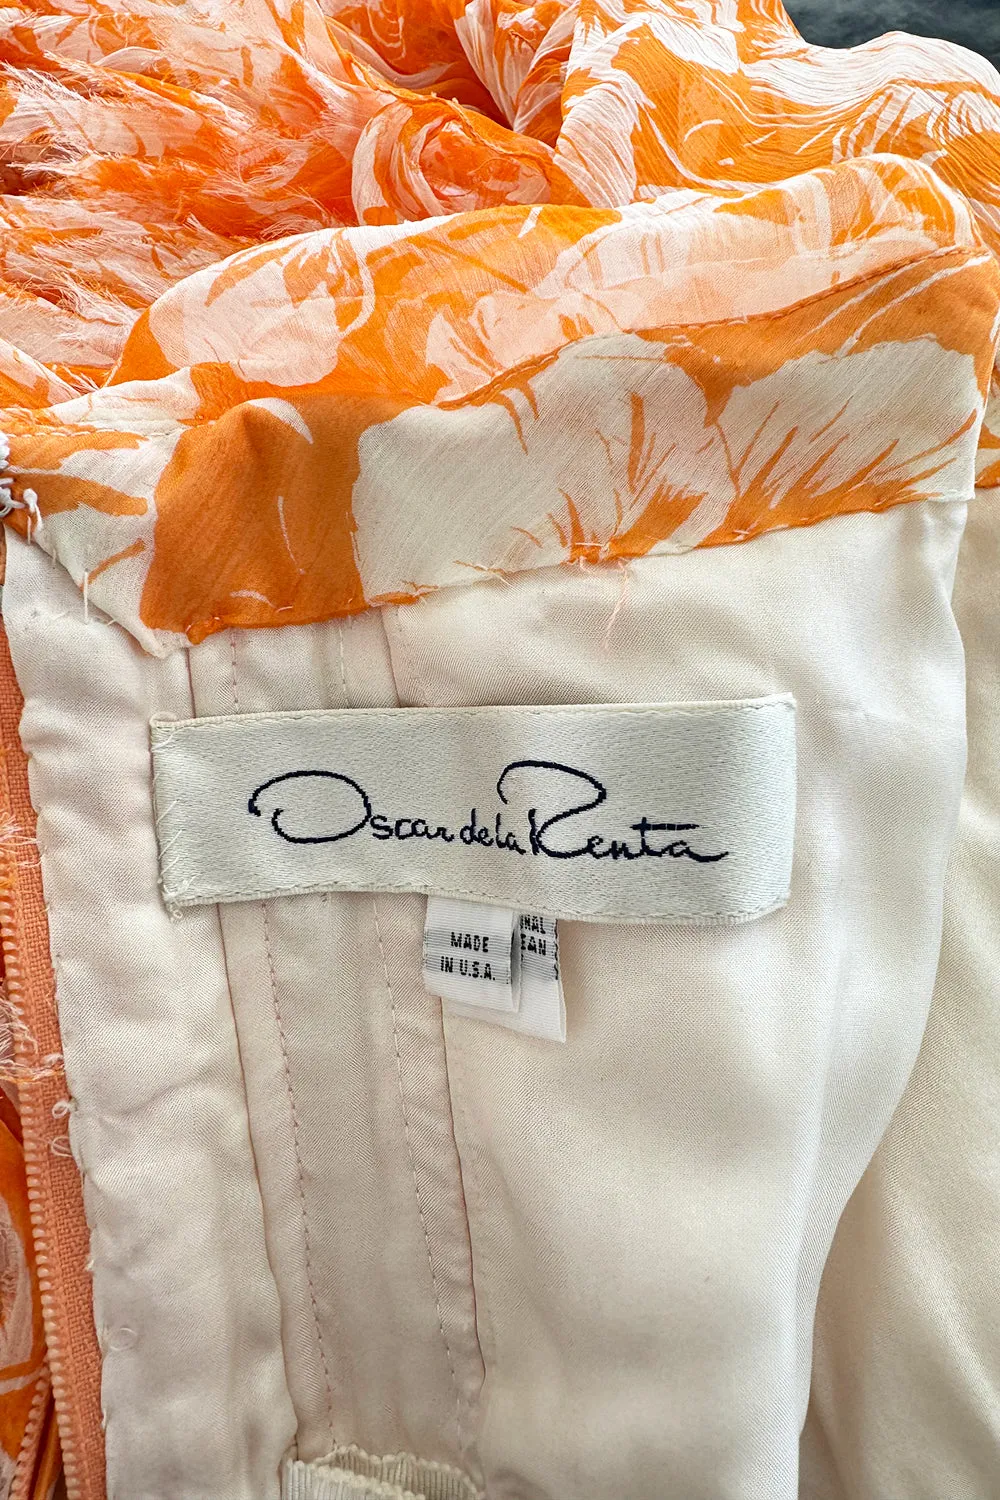 Oscar de la Renta
MADE
IN U.S.A.